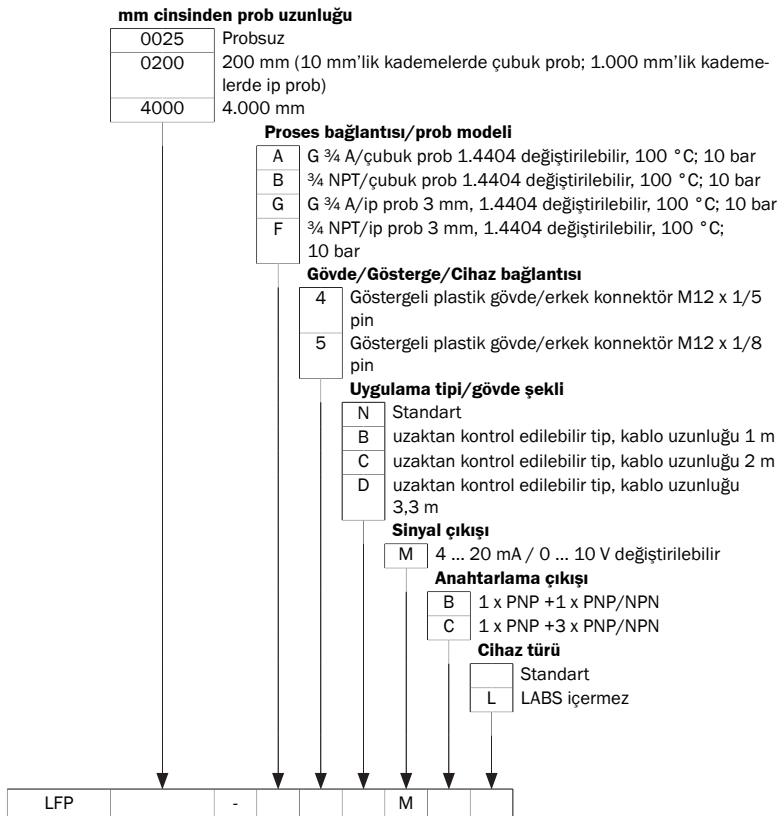 mm cinsinden prob uzunluğu
0025 Probsuz
0200 200 mm (10 mm'lik kademelerde çubuk prob; 1.000 mm'lik kademe-
lerde ip prob)
4000 4.000 mm
Proses bağlantısı/prob modeli
A G ¾ A/çubuk prob 1.4404 değiştirilebilir, 100 °C; 10 bar
B ¾ NPT/çubuk prob 1.4404 değiştirilebilir, 100 °C; 10 bar
G G ¾ A/ip prob 3 mm, 1.4404 değiştirilebilir, 100 °C; 10 bar
F ¾ NPT/ip prob 3 mm, 1.4404 değiştirilebilir, 100 °C;
10 bar
Gövde/Gösterge/Cihaz bağlantısı
4 Göstergeli plastik gövde/erkek konnektör M12 x 1/5
pin
5 Göstergeli plastik gövde/erkek konnektör M12 x 1/8
pin
Uygulama tipi/gövde şekli
N Standart
B uzaktan kontrol edilebilir tip, kablo uzunluğu 1 m
C uzaktan kontrol edilebilir tip, kablo uzunluğu 2 m
D uzaktan kontrol edilebilir tip, kablo uzunluğu
3,3 m
Sinyal çıkışı
M 4 ... 20 mA / 0 ... 10 V değiştirilebilir
Anahtarlama çıkışı
B 1 x PNP +1 x PNP/NPN
C 1 x PNP +3 x PNP/NPN
Cihaz türü
Standart
L LABS içermez
LFP - M